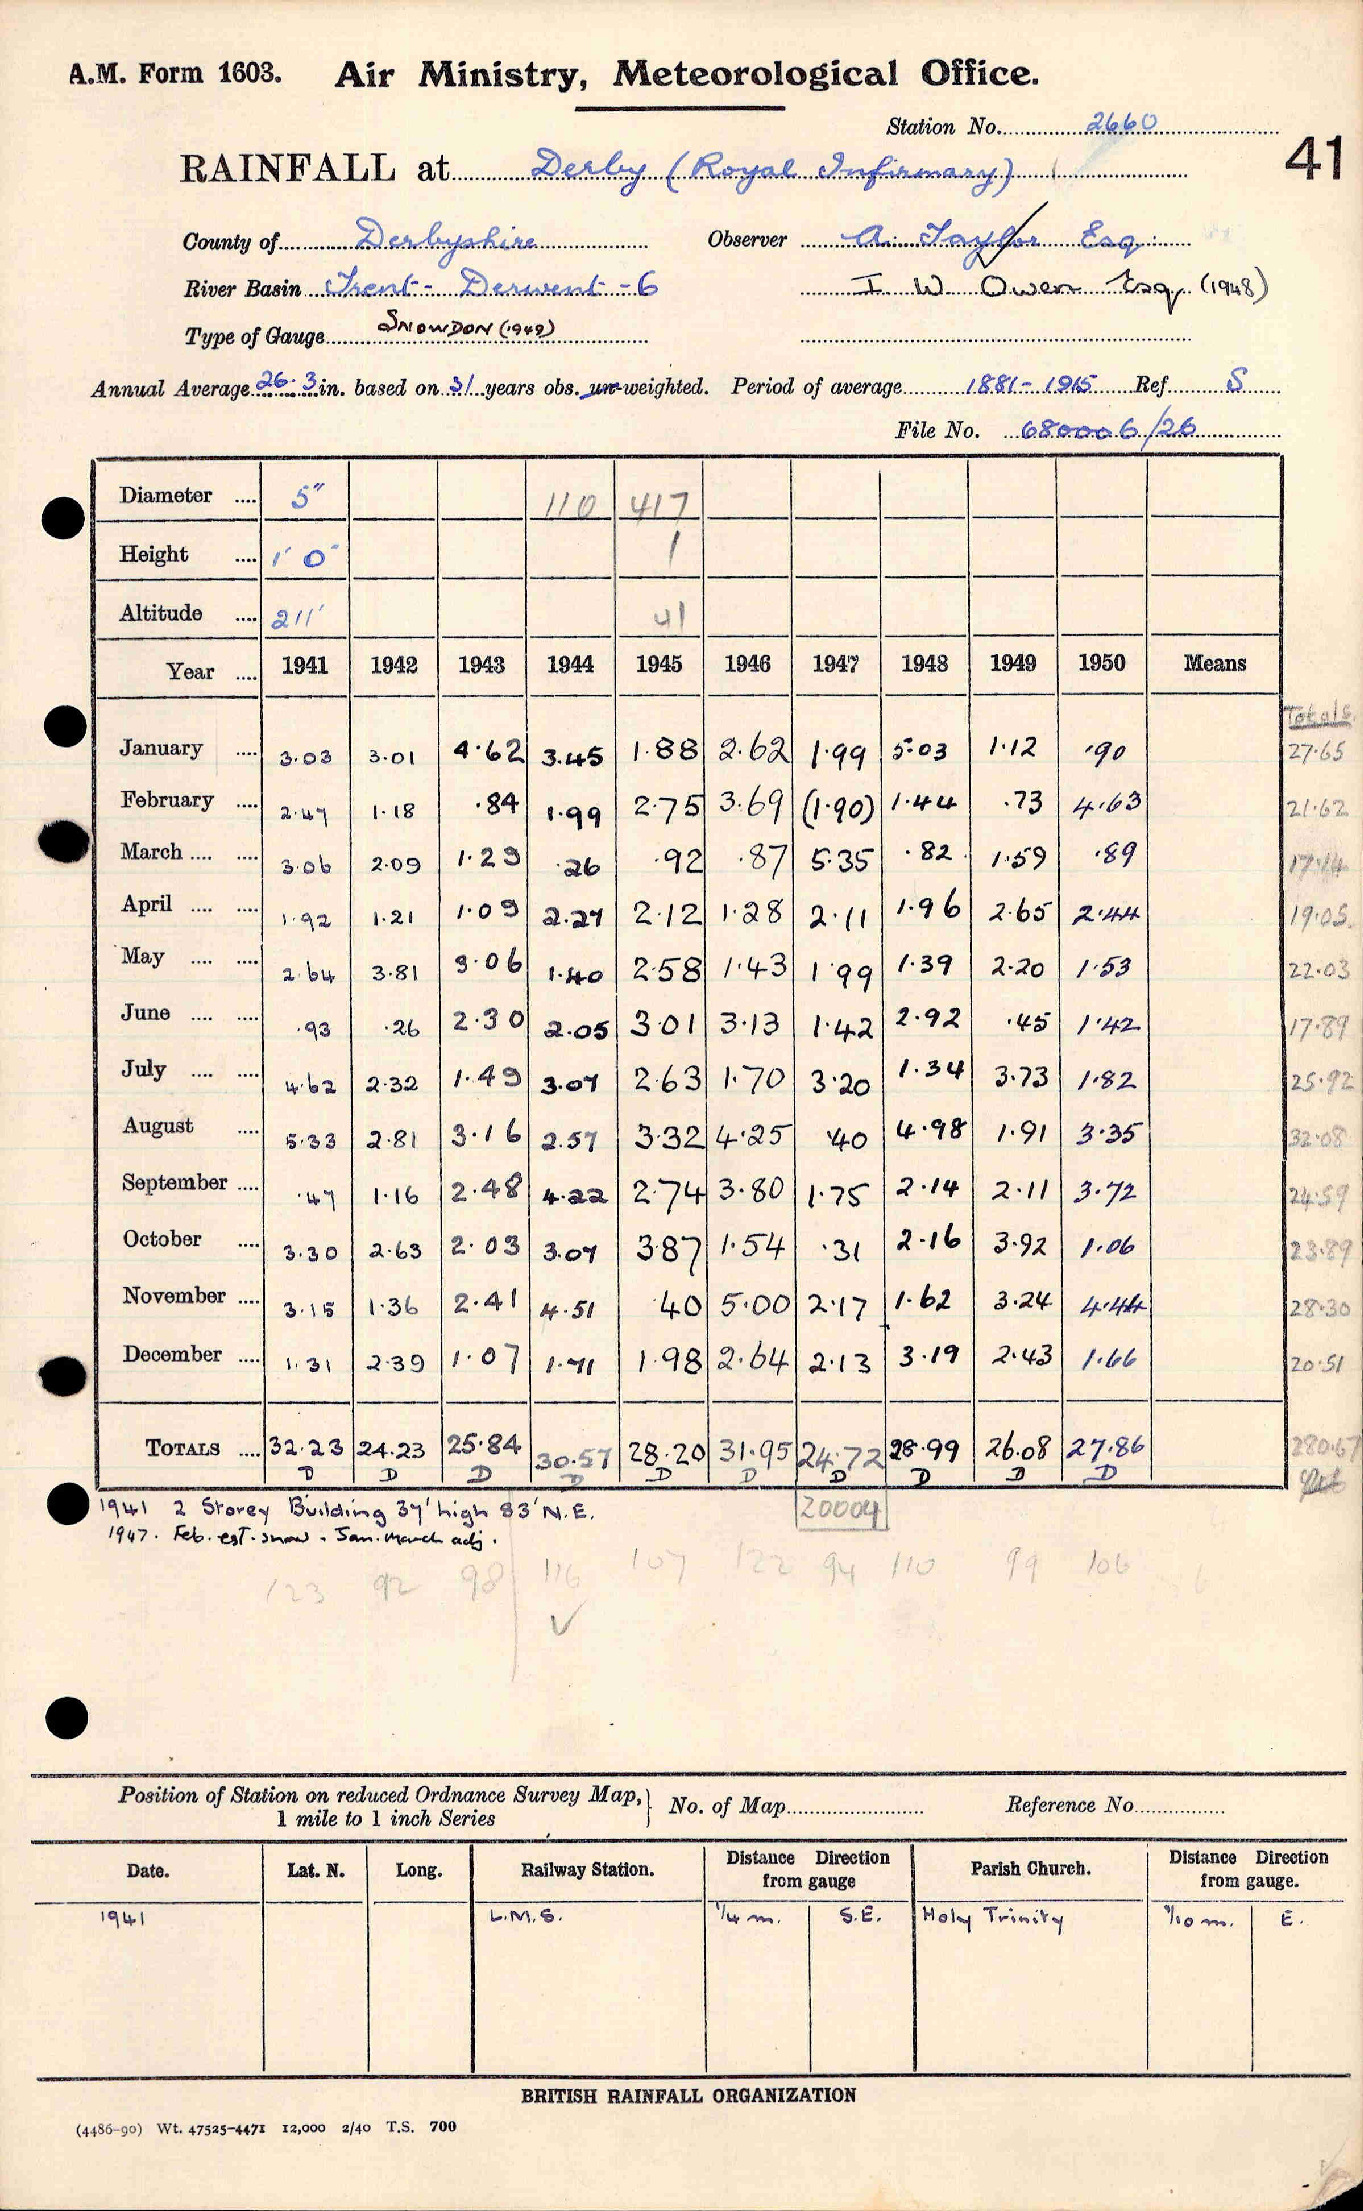 A.M. Form 1603. Air Ministry, Meteorological Office.
Station No. 2660
41
RAINFALL at Derby (Royal Infirmary)
County of Derbyshire Observer A. Taylor Esq.
River Basin Trent - Derwent - 6 I W Owen Esq (1948)
Type of Gauge SNOWDON (1949)
Annual Average 26.3 in. based on 31 years obs. un-weighted. Period of average 1881-1915 Ref S
File No. 680006/26
Diameter .... 5" 110 417
Height .... 1' 0" 1
Altitude .... 211' 41
Year .... 1941 1942 1943 1944 1945 1946 1947 1948 1949 1950 Means
Totals
January .... 3.03 3.01 4.62 3.45 1.88 2.62 1.99 5.03 1.12 .90 27.65
February .... 2.47 1.18 .84 1.99 2.75 3.69 (1.90) 1.44 .73 4.63 21.62
March .... .... 3.06 2.09 1.29 .26 .92 .87 5.35 .82 1.59 .89 17.14
April .... .... 1.92 1.21 1.09 2.27 2.12 1.28 2.11 1.96 2.65 2.44 19.05
May .... .... 2.64 3.81 3.06 1.40 2.58 1.43 1.99 1.39 2.20 1.53 22.03
June .... .... .93 .26 2.30 2.05 3.01 3.13 1.42 2.92 .45 1.42 17.89
July .... .... 4.62 2.32 1.49 3.07 2.63 1.70 3.20 1.34 3.73 1.82 25.92
August .... 5.33 2.81 3.16 2.57 3.32 4.25 .40 4.98 1.91 3.35 32.08
September .... .47 1.16 2.48 4.22 2.74 3.80 1.75 2.14 2.11 3.72 24.59
October .... 3.30 2.63 2.03 3.07 3.87 1.54 .31 2.16 3.92 1.06 23.89
November .... 3.15 1.36 2.41 4.51 .40 5.00 2.17 1.62 3.24 4.44 28.30
December .... 1.31 2.39 1.07 1.71 1.98 2.64 2.13 3.19 2.43 1.66 20.51
TOTALS .... 32.23 24.23 25.84 30.57 28.20 31.95 24.72 28.99 26.08 27.86 280.67
D D D D D D D D D D
1941 2 Storey Building 37' high 83' N.E. 20004
1947. Feb. est. snow. Jan. March adj.
123 92 98 116 107 122 94 110 99 106
Position of Station on reduced Ordnance Survey Map, 1 mile to 1 inch Series No. of Map Reference No.
Date. Lat. N. Long. Railway Station. Distance Direction from gauge Parish Church. Distance Direction from gauge.
1941 L.M.S. 1/4 m. S.E. Holy Trinity 1/10 m. E.
BRITISH RAINFALL ORGANIZATION
(4486-90) Wt. 47525-4471 12,000 2/40 T.S. 700